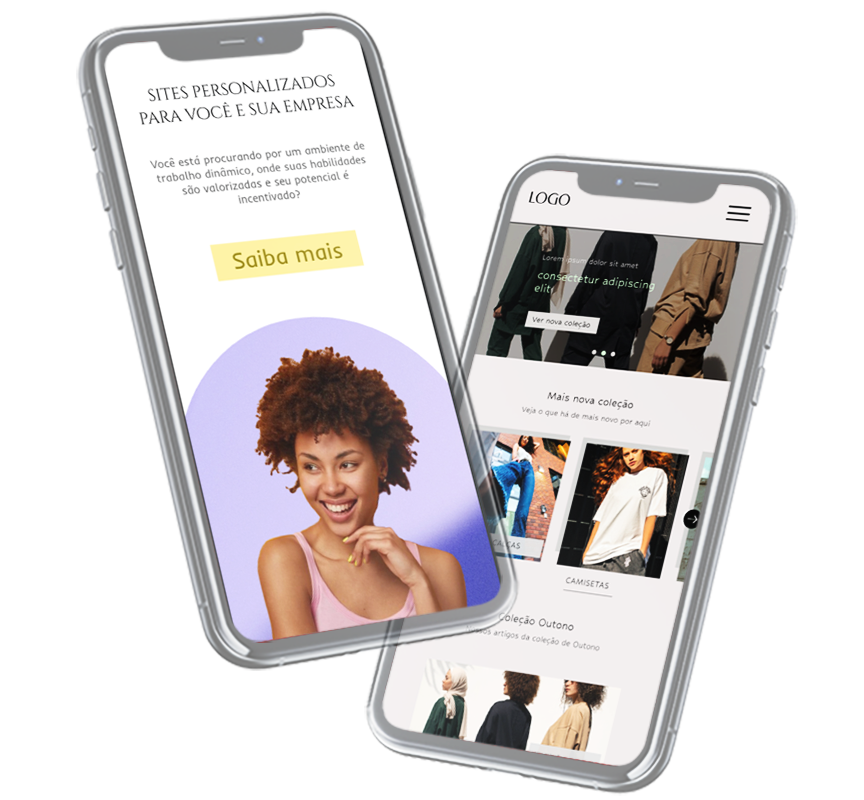 SITES PERSONALIZADOS
PARA VOCÊ E SUA EMPRESA
Você está procurando por um ambiente de
trabalho dinâmico, onde suas habilidades
são valorizadas e seu potencial é
incentivado?
Saiba mais
LOGO
Lorem ipsum dolor sit amet
consectetur adipiscing
elit
Ver nova coleção
Mais nova coleção
Veja o que há de mais novo por aqui
CAMISETAS
Coleção Outono
artigos da coleção de Outono